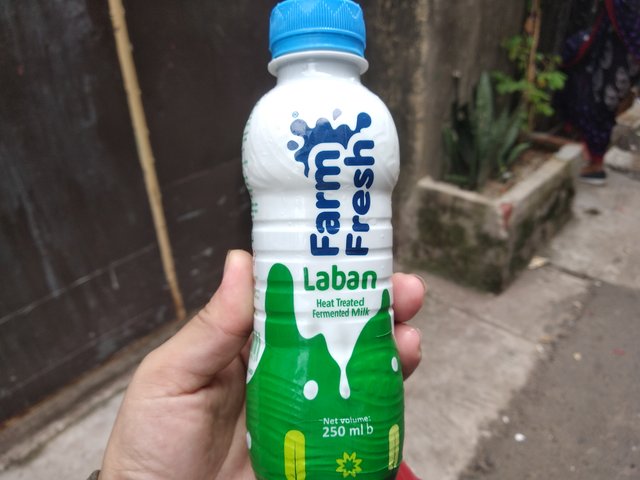 Farm
Fresh
®
Laban
Heat Treated
Fermented Milk
Net volume:
250 ml b